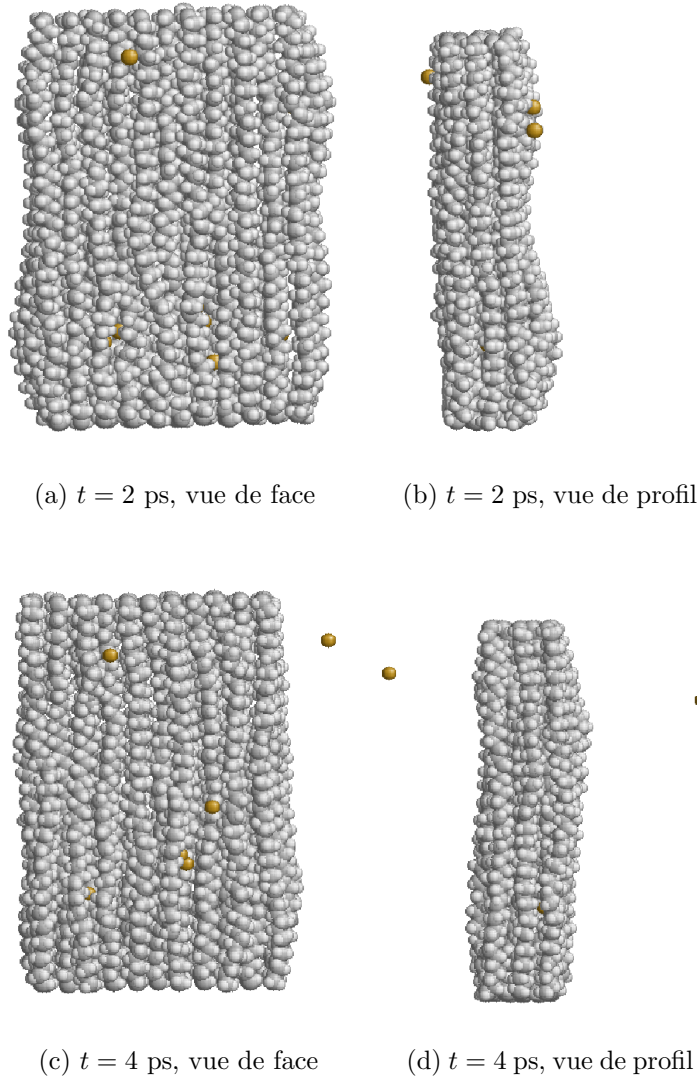 (a) t = 2 ps, vue de face
(b) t = 2 ps, vue de profil
(c) t = 4 ps, vue de face
(d) t = 4 ps, vue de profil